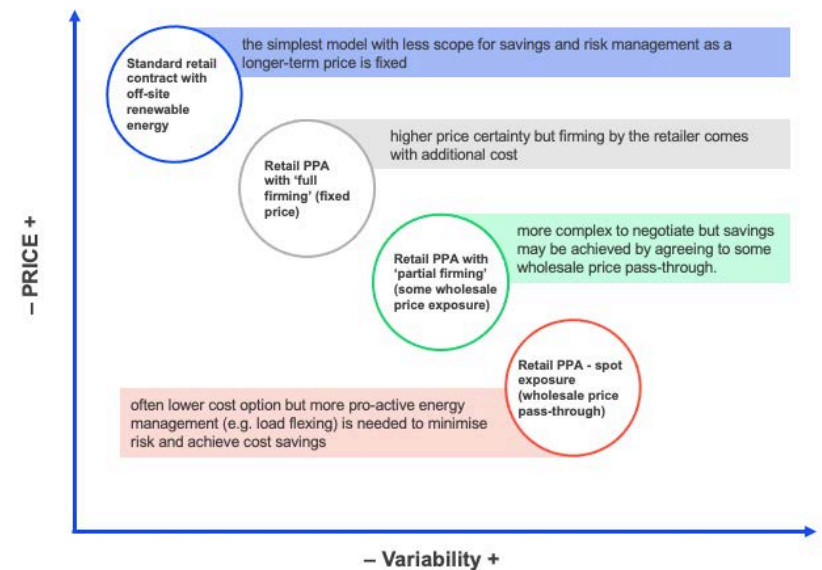 Standard retail
contract with
off-site
renewable
energy
the simplest model with less scope for savings and risk management as a
longer-term price is fixed
Retail PPA
with ‘full
firming’ (fixed
price)
higher price certainty but firming by the retailer comes
with additional cost
Retail PPA with
‘partial firming’
(some wholesale
price exposure)
more complex to negotiate but savings
may be achieved by agreeing to some
wholesale price pass-through.
Retail PPA - spot
exposure
(wholesale price
pass-through)
often lower cost option but more pro-active energy
management (e.g. load flexing) is needed to minimise
risk and achieve cost savings
– PRICE +
– Variability +